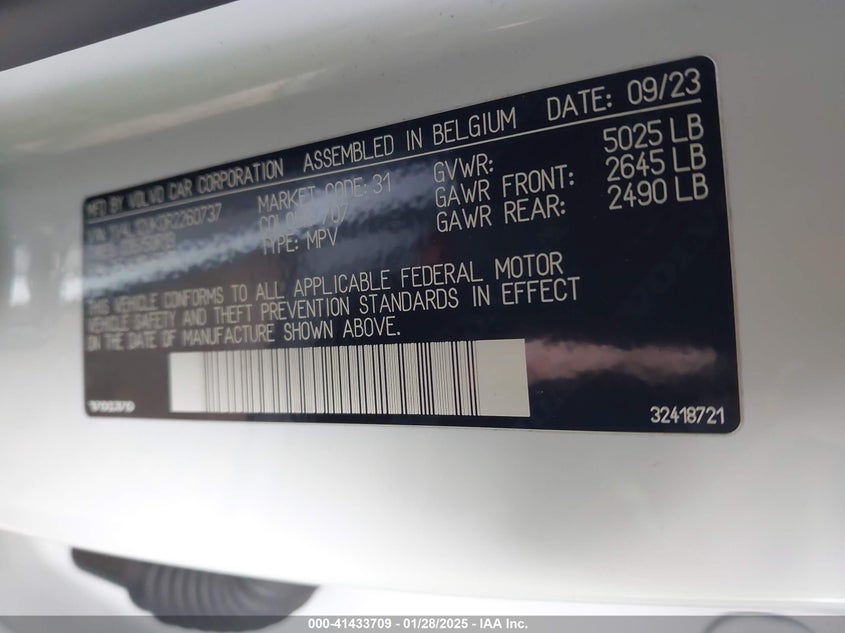 MFD BY VOLVO CAR CORPORATION ASSEMBLED IN BELGIUM DATE: 09/23
MARKET CODE: 31 GVWR: 5025 LB
COLOR: 707 GAWR FRONT: 2645 LB
TYPE: MPV GAWR REAR: 2490 LB
THIS VEHICLE CONFORMS TO ALL APPLICABLE FEDERAL MOTOR
VEHICLE SAFETY AND THEFT PREVENTION STANDARDS IN EFFECT
ON THE DATE OF MANUFACTURE SHOWN ABOVE.
VOLVO 32418721
000-41433709 - 01/28/2025 - IAA Inc.